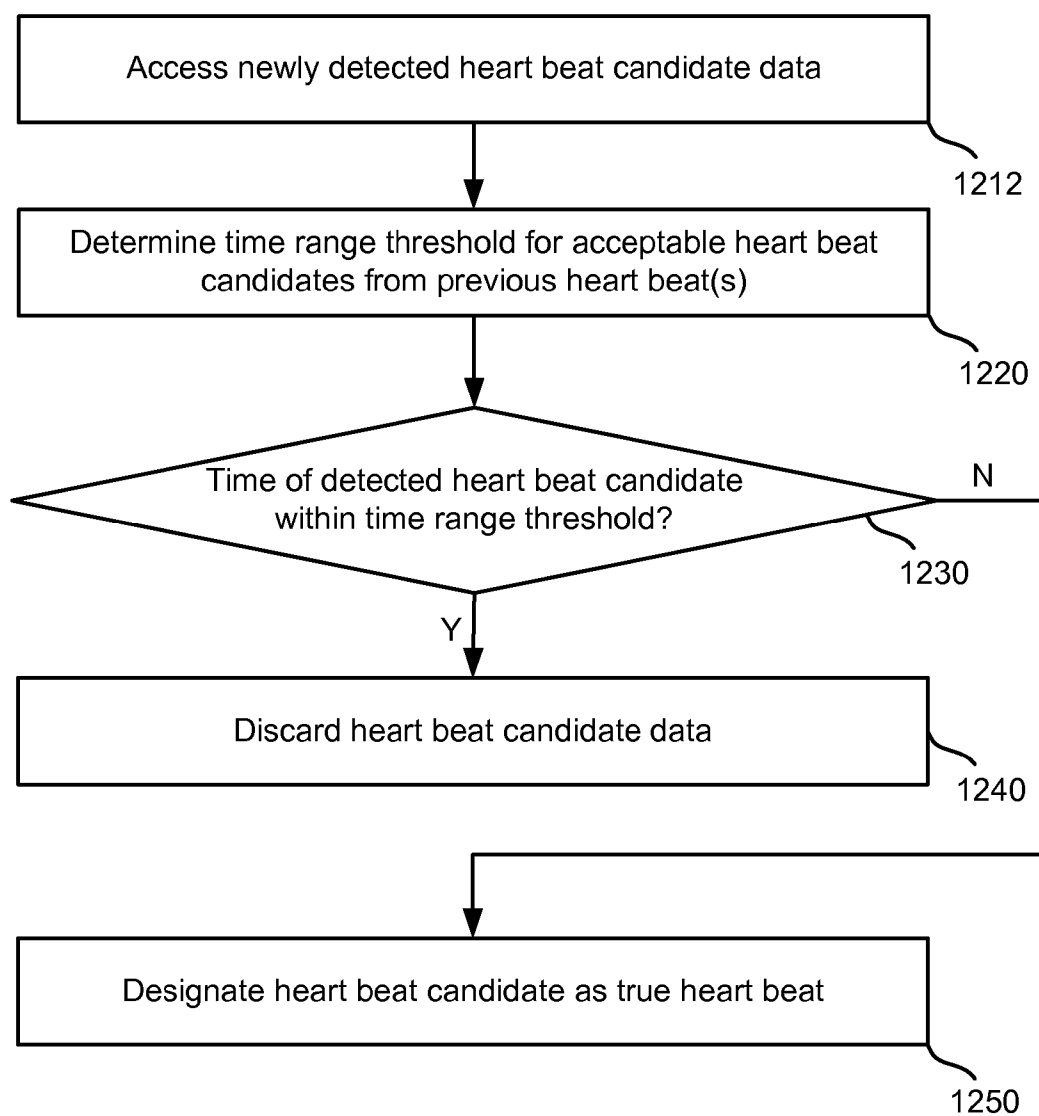 Access newly detected heart beat candidate data
1212
Determine time range threshold for acceptable heart beat
candidates from previous heart beat(s)
1220
Time of detected heart beat candidate
within time range threshold?
N
1230
Y
Discard heart beat candidate data
1240
Designate heart beat candidate as true heart beat
1250